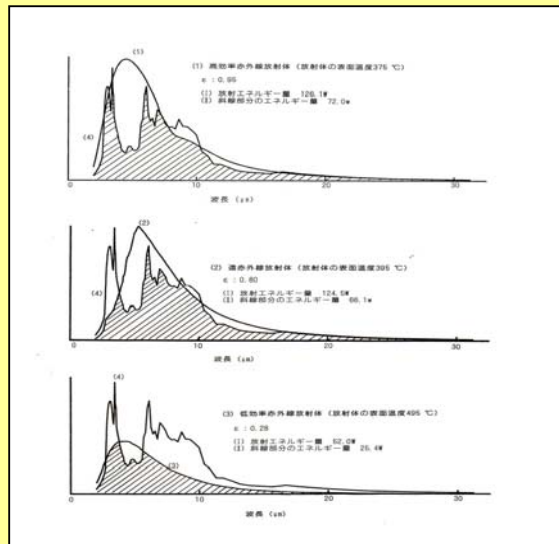 (1)
(1) 高効率赤外線放射体 (放射体の表面温度375 ℃)
ε : 0.95
(Ⅰ) 放射エネルギー量 126.1W
(Ⅱ) 斜線部分のエネルギー量 72.0w
(4)
0 10 20 30
波長 (μm)
(2)
(2) 遠赤外線放射体 (放射体の表面温度395 ℃)
ε : 0.80
(Ⅰ) 放射エネルギー量 124.5W
(Ⅱ) 斜線部分のエネルギー量 66.1w
(4)
0 10 20 30
波長 (μm)
(4)
(3) 低効率赤外線放射体 (放射体の表面温度495 ℃)
ε : 0.28
(Ⅰ) 放射エネルギー量 52.0W
(Ⅱ) 斜線部分のエネルギー量 25.4W
(3)
0 10 20 30
波長 (μm)